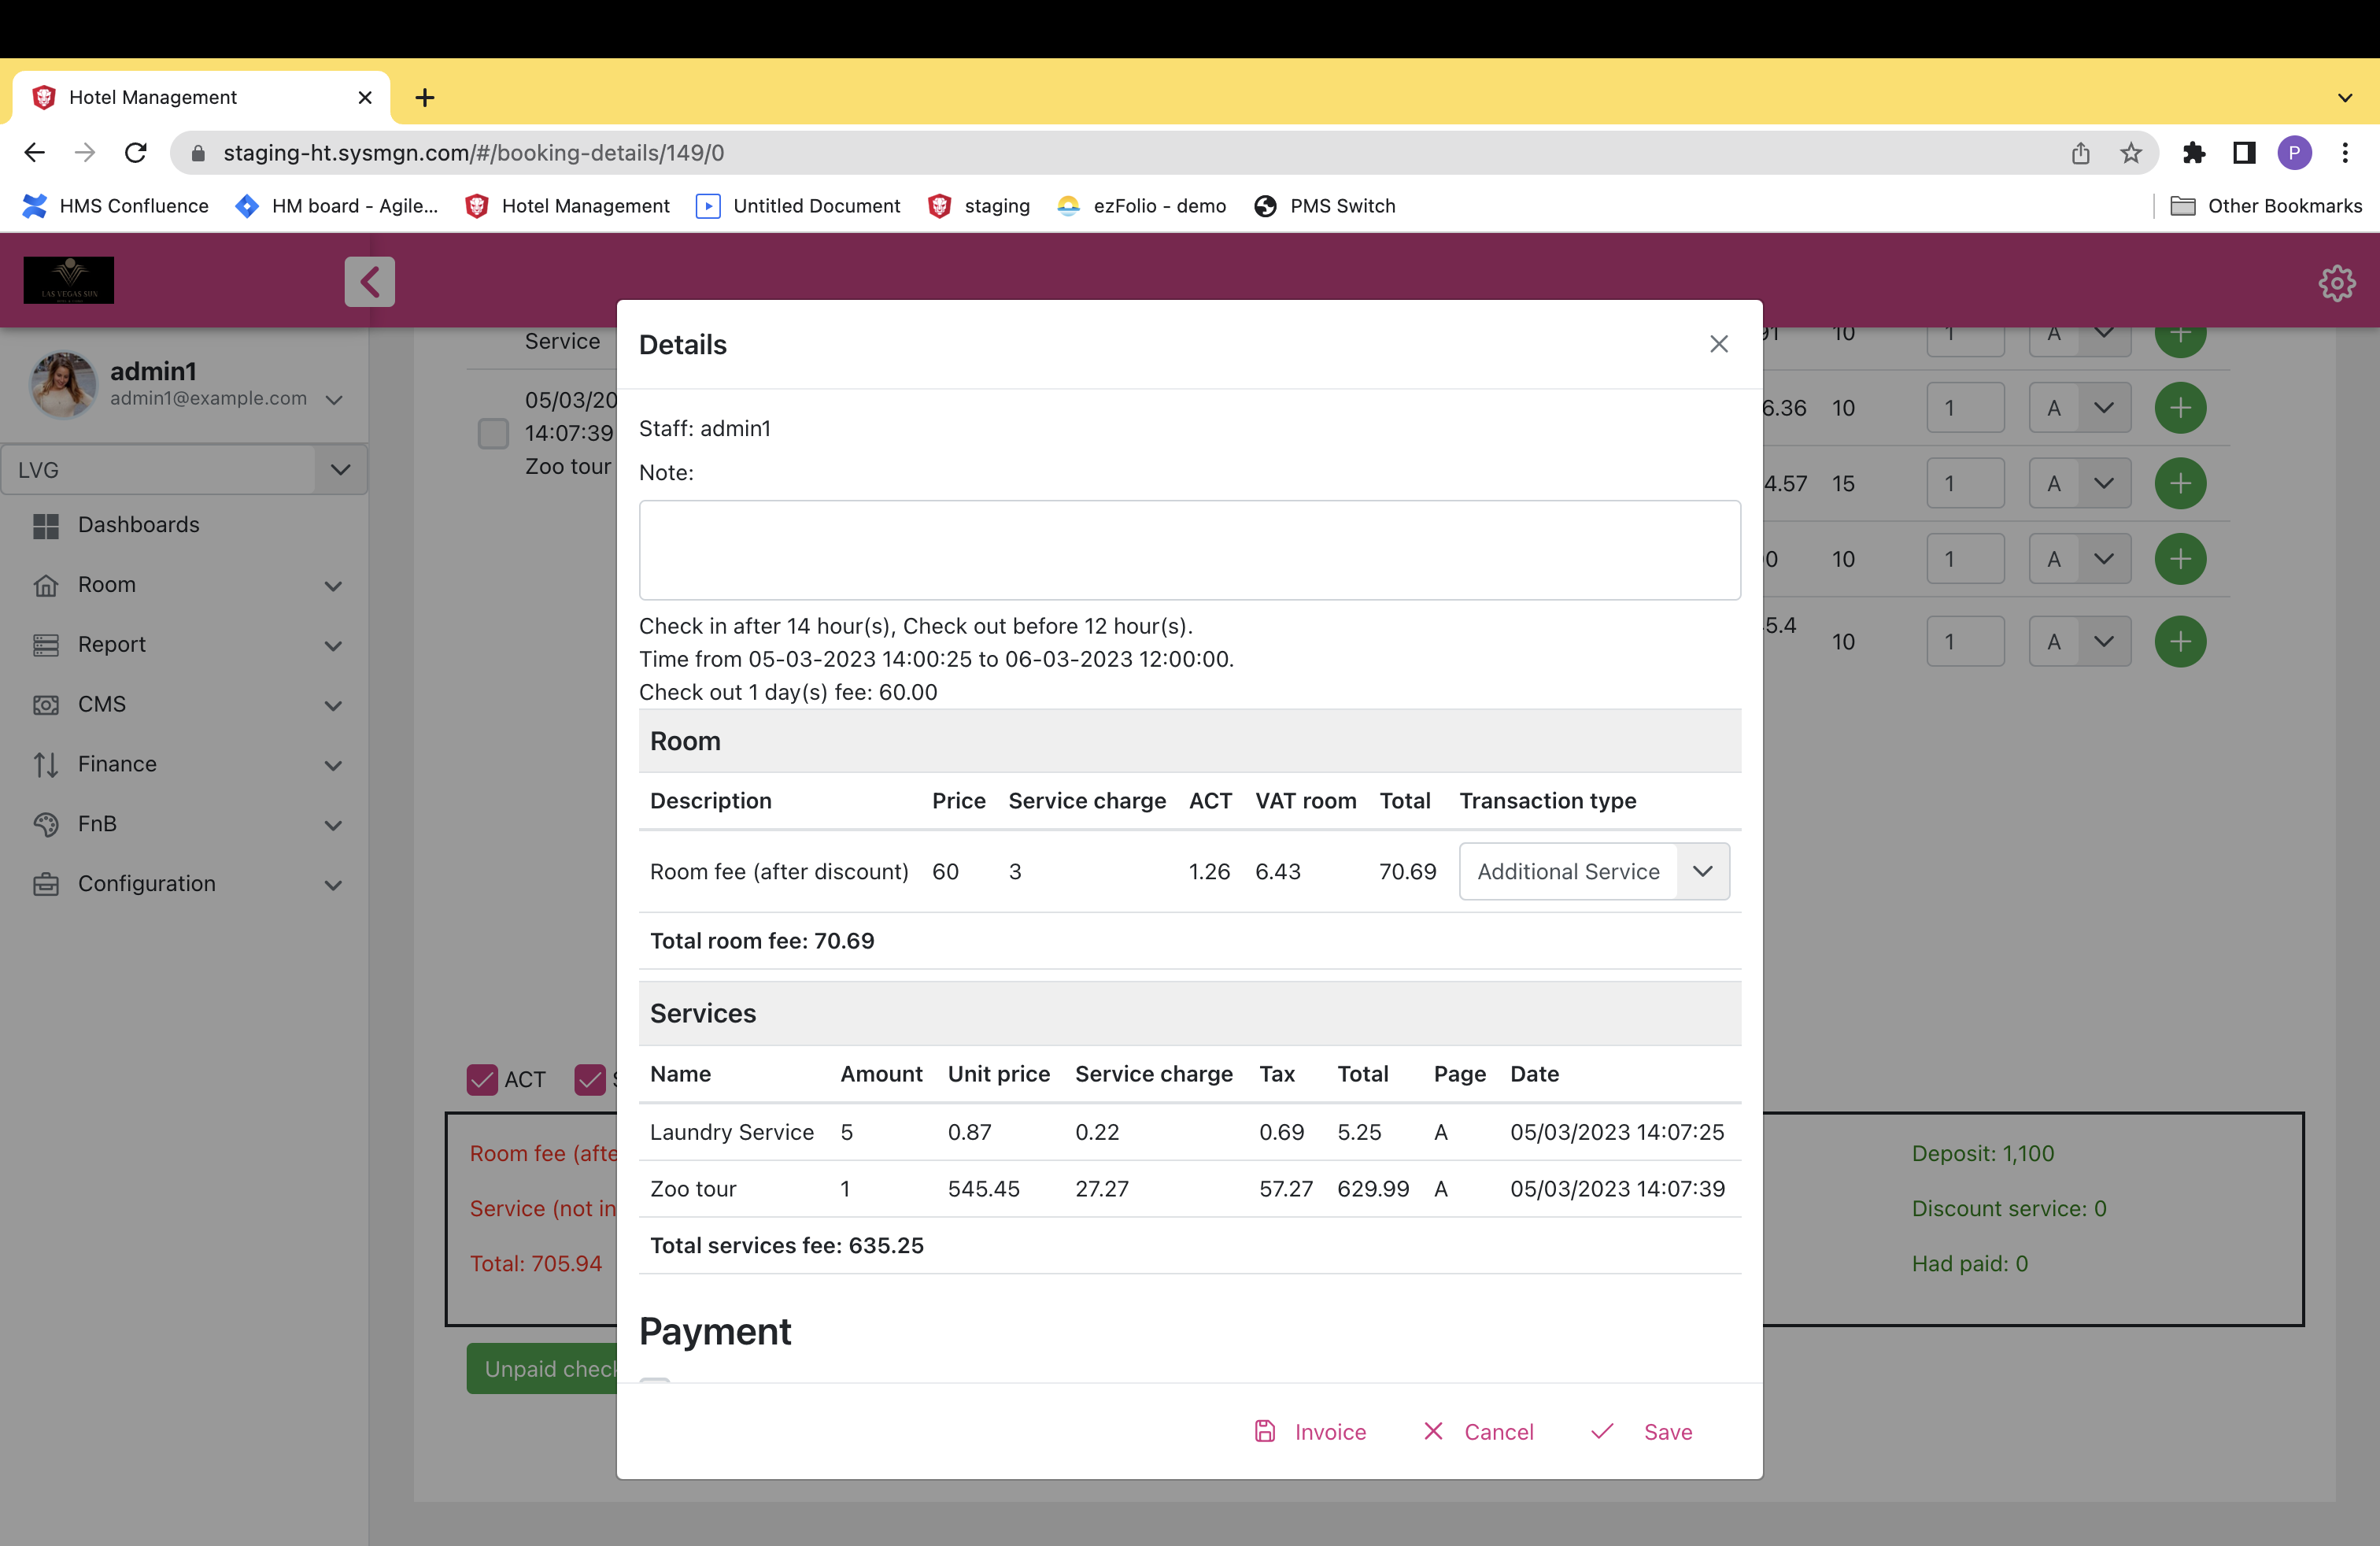 Hotel Management
staging-ht.sysmgn.com/#/booking-details/149/0
P
HMS Confluence
HM board - Agile...
Hotel Management
Untitled Document
staging
ezFolio - demo
PMS Switch
Other Bookmarks
LAS VEGAS SUN
admin1
admin1@example.com
LVG
Dashboards
Room
Report
CMS
Finance
FnB
Configuration
Service
05/03/20
14:07:39
Zoo tour
10 1 A
6.36 10 1 A
4.57 15 1 A
0 10 1 A
5.4 10 1 A
ACT
Room fee (afte
Service (not in
Total: 705.94
Deposit: 1,100
Discount service: 0
Had paid: 0
Unpaid check
Details
Staff: admin1
Note:
Check in after 14 hour(s), Check out before 12 hour(s).
Time from 05-03-2023 14:00:25 to 06-03-2023 12:00:00.
Check out 1 day(s) fee: 60.00
Room
Description Price Service charge ACT VAT room Total Transaction type
Room fee (after discount) 60 3 1.26 6.43 70.69 Additional Service
Total room fee: 70.69
Services
Name Amount Unit price Service charge Tax Total Page Date
Laundry Service 5 0.87 0.22 0.69 5.25 A 05/03/2023 14:07:25
Zoo tour 1 545.45 27.27 57.27 629.99 A 05/03/2023 14:07:39
Total services fee: 635.25
Payment
Invoice
Cancel
Save